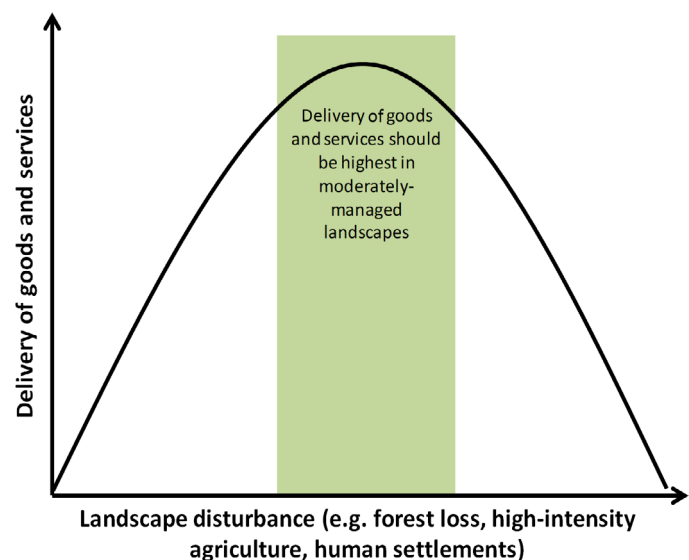 Delivery of goods and services
Delivery of goods
and services should
be highest in
moderately-
managed
landscapes
Landscape disturbance (e.g. forest loss, high-intensity
agriculture, human settlements)